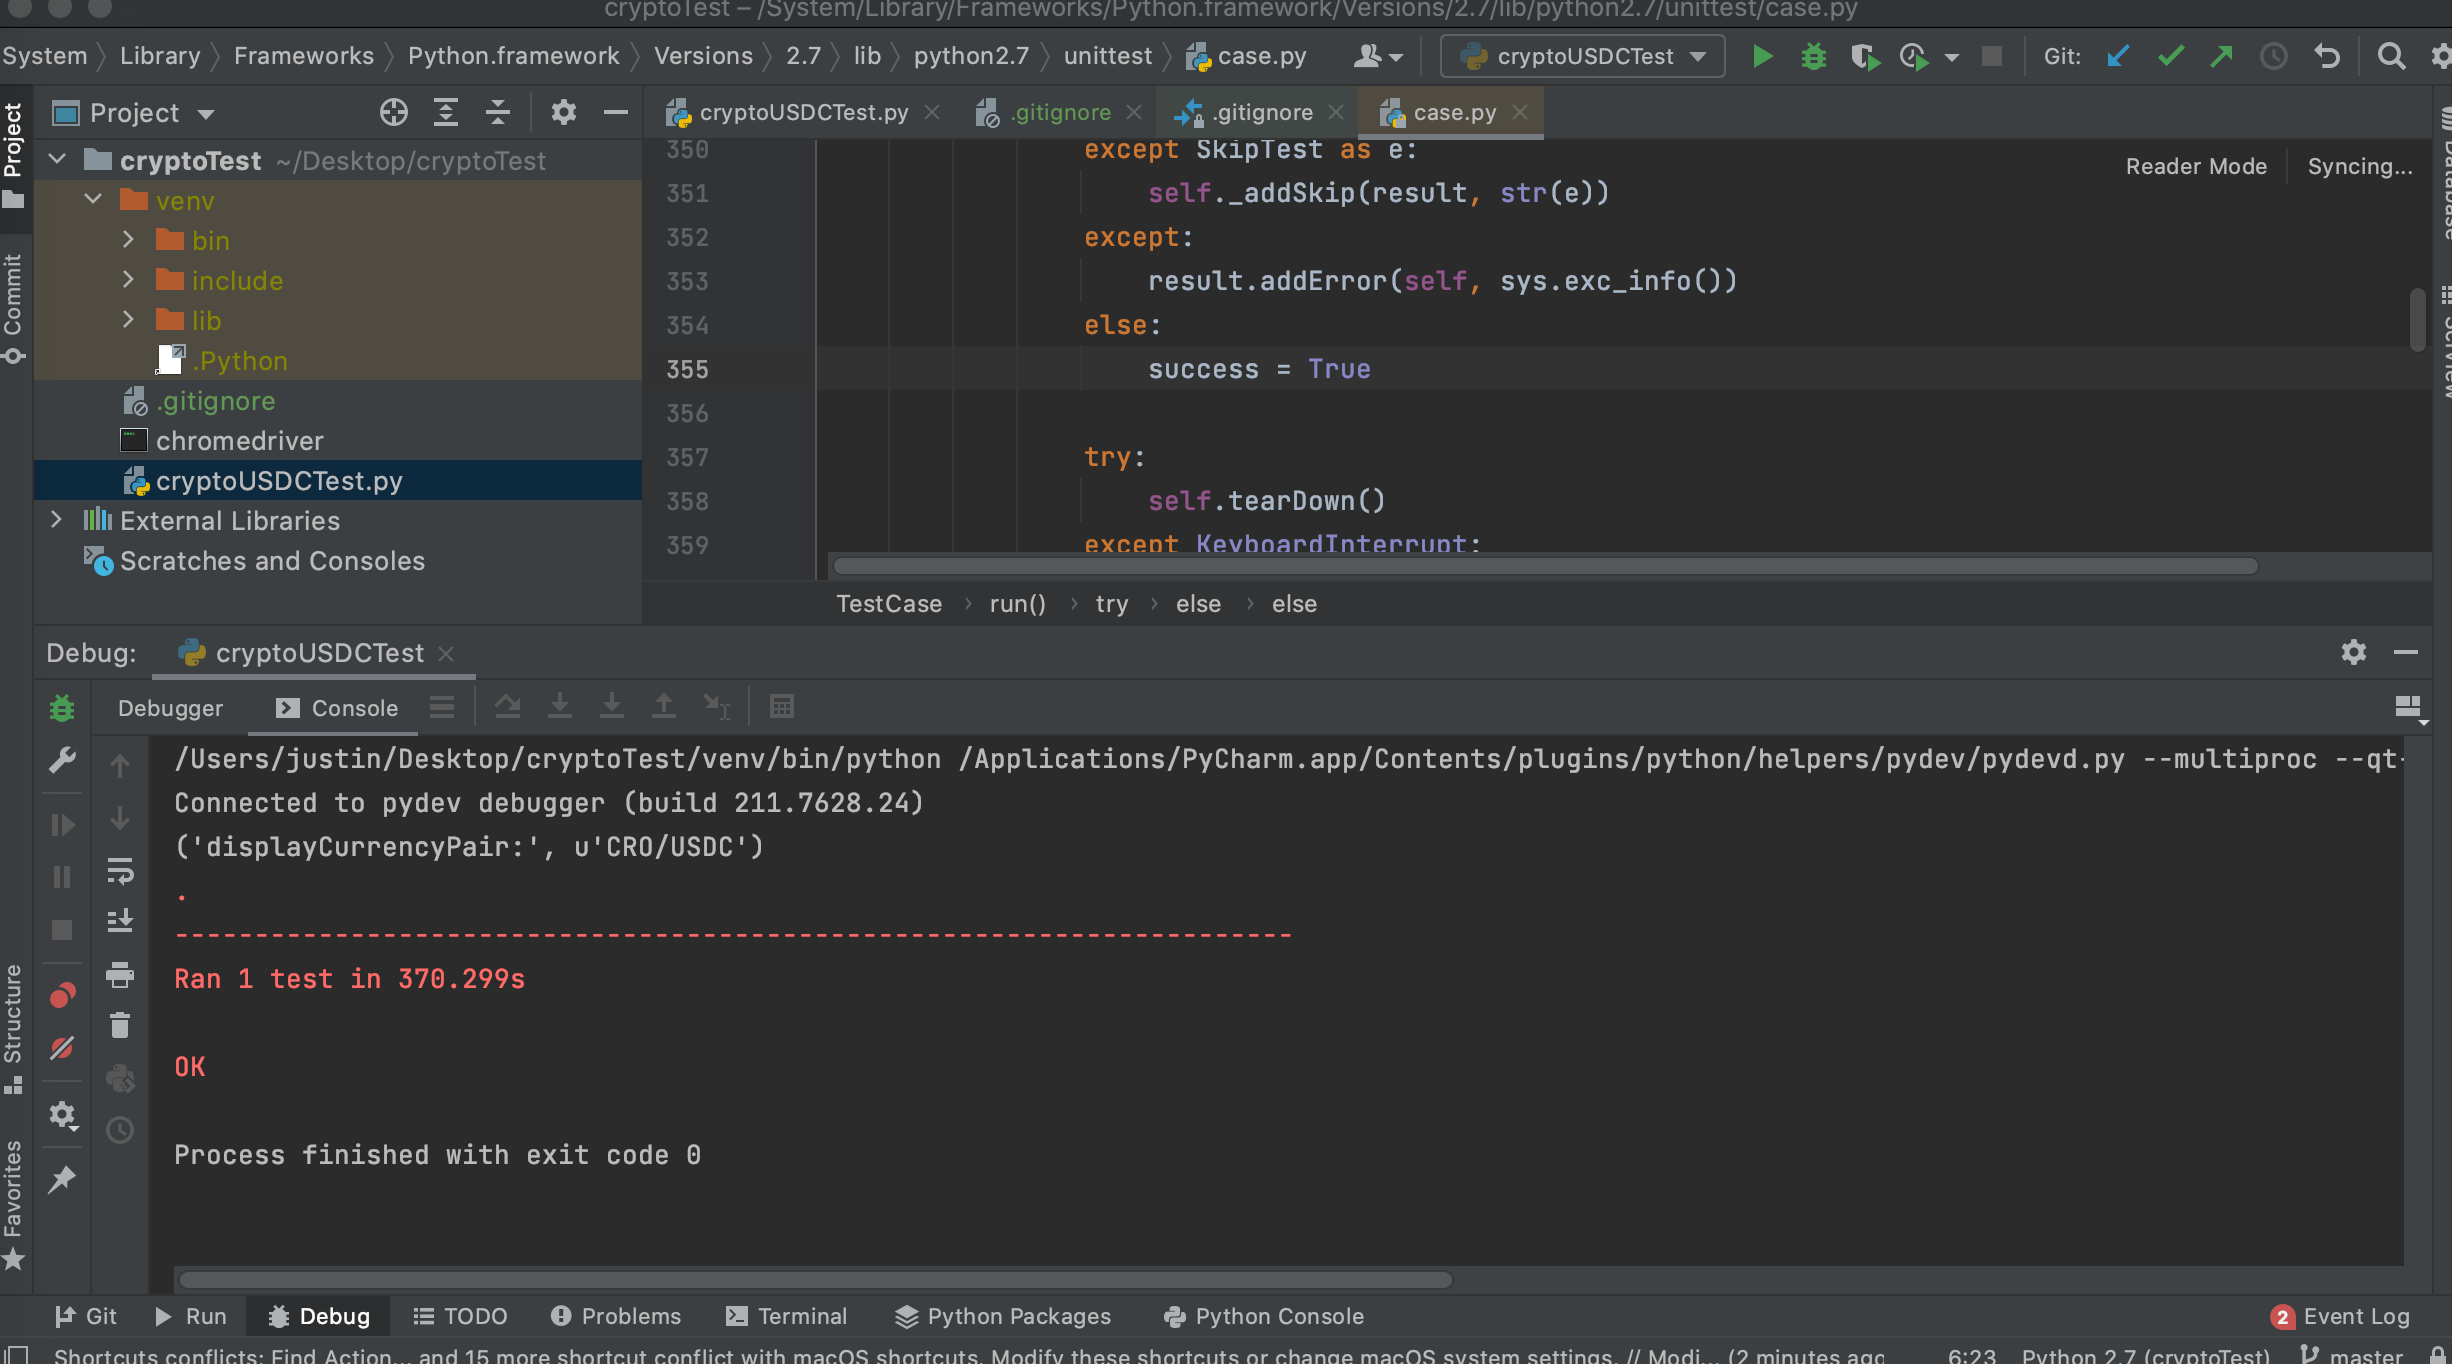 cryptoTest – /System/Library/Frameworks/Python.framework/Versions/2.7/lib/python2.7/unittest/case.py
System Library Frameworks Python.framework Versions 2.7 lib python2.7 unittest case.py cryptoUSDCTest Git:
Project
cryptoUSDCTest.py .gitignore .gitignore case.py
Project
Commit
Structure
Favorites
cryptoTest ~/Desktop/cryptoTest
venv
bin
include
lib
.Python
.gitignore
chromedriver
cryptoUSDCTest.py
External Libraries
Scratches and Consoles
350 except SkipTest as e:
351 self._addSkip(result, str(e))
352 except:
353 result.addError(self, sys.exc_info())
354 else:
355 success = True
356
357 try:
358 self.tearDown()
359 except KeyboardInterrupt:
Reader Mode Syncing...
Database
SciView
TestCase › run() › try › else › else
Debug: cryptoUSDCTest
Debugger Console
/Users/justin/Desktop/cryptoTest/venv/bin/python /Applications/PyCharm.app/Contents/plugins/python/helpers/pydev/pydevd.py --multiproc --qt-
Connected to pydev debugger (build 211.7628.24)
('displayCurrencyPair:', u'CRO/USDC')
.
----------------------------------------------------------------------
Ran 1 test in 370.299s
OK
Process finished with exit code 0
Git Run Debug TODO Problems Terminal Python Packages Python Console 2 Event Log
Shortcuts conflicts: Find Action... and 15 more shortcut conflict with macOS shortcuts. Modify these shortcuts or change macOS system settings. // Modi... (2 minutes ago 6:23 Python 2.7 (cryptoTest) master